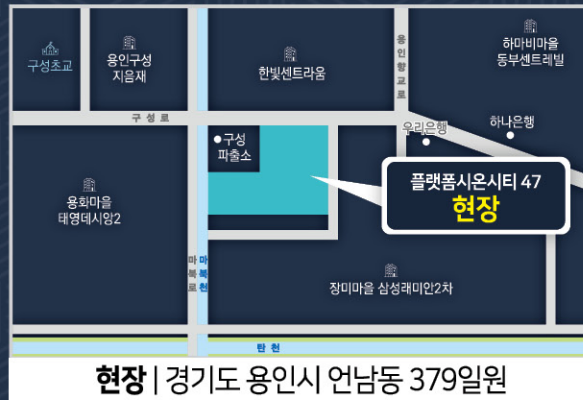 구성초교
용인구성
지음재
한빛센트라움
용인향교로
하마비마을
동부센트레빌
구성로
구성
파출소
우리은행
하나은행
플랫폼시온시티 47
현장
용화마을
태영데시앙2
마북로
마북천
장미마을 삼성래미안2차
탄천
현장 | 경기도 용인시 언남동 379일원